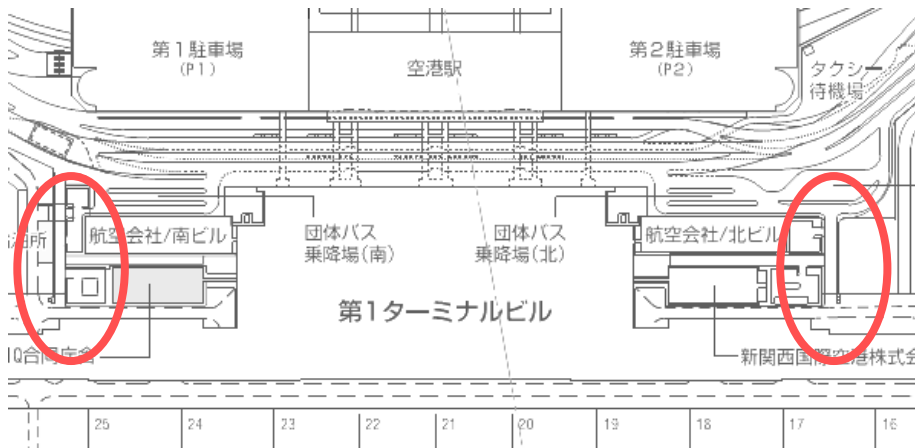 第1駐車場
(P1)
空港駅
第2駐車場
(P2)
タクシー
待機場
航空会社/南ビル
団体バス
乗降場(南)
団体バス
乗降場(北)
航空会社/北ビル
第1ターミナルビル
新関西国際空港株式会
25
24
23
22
21
20
19
18
17
16